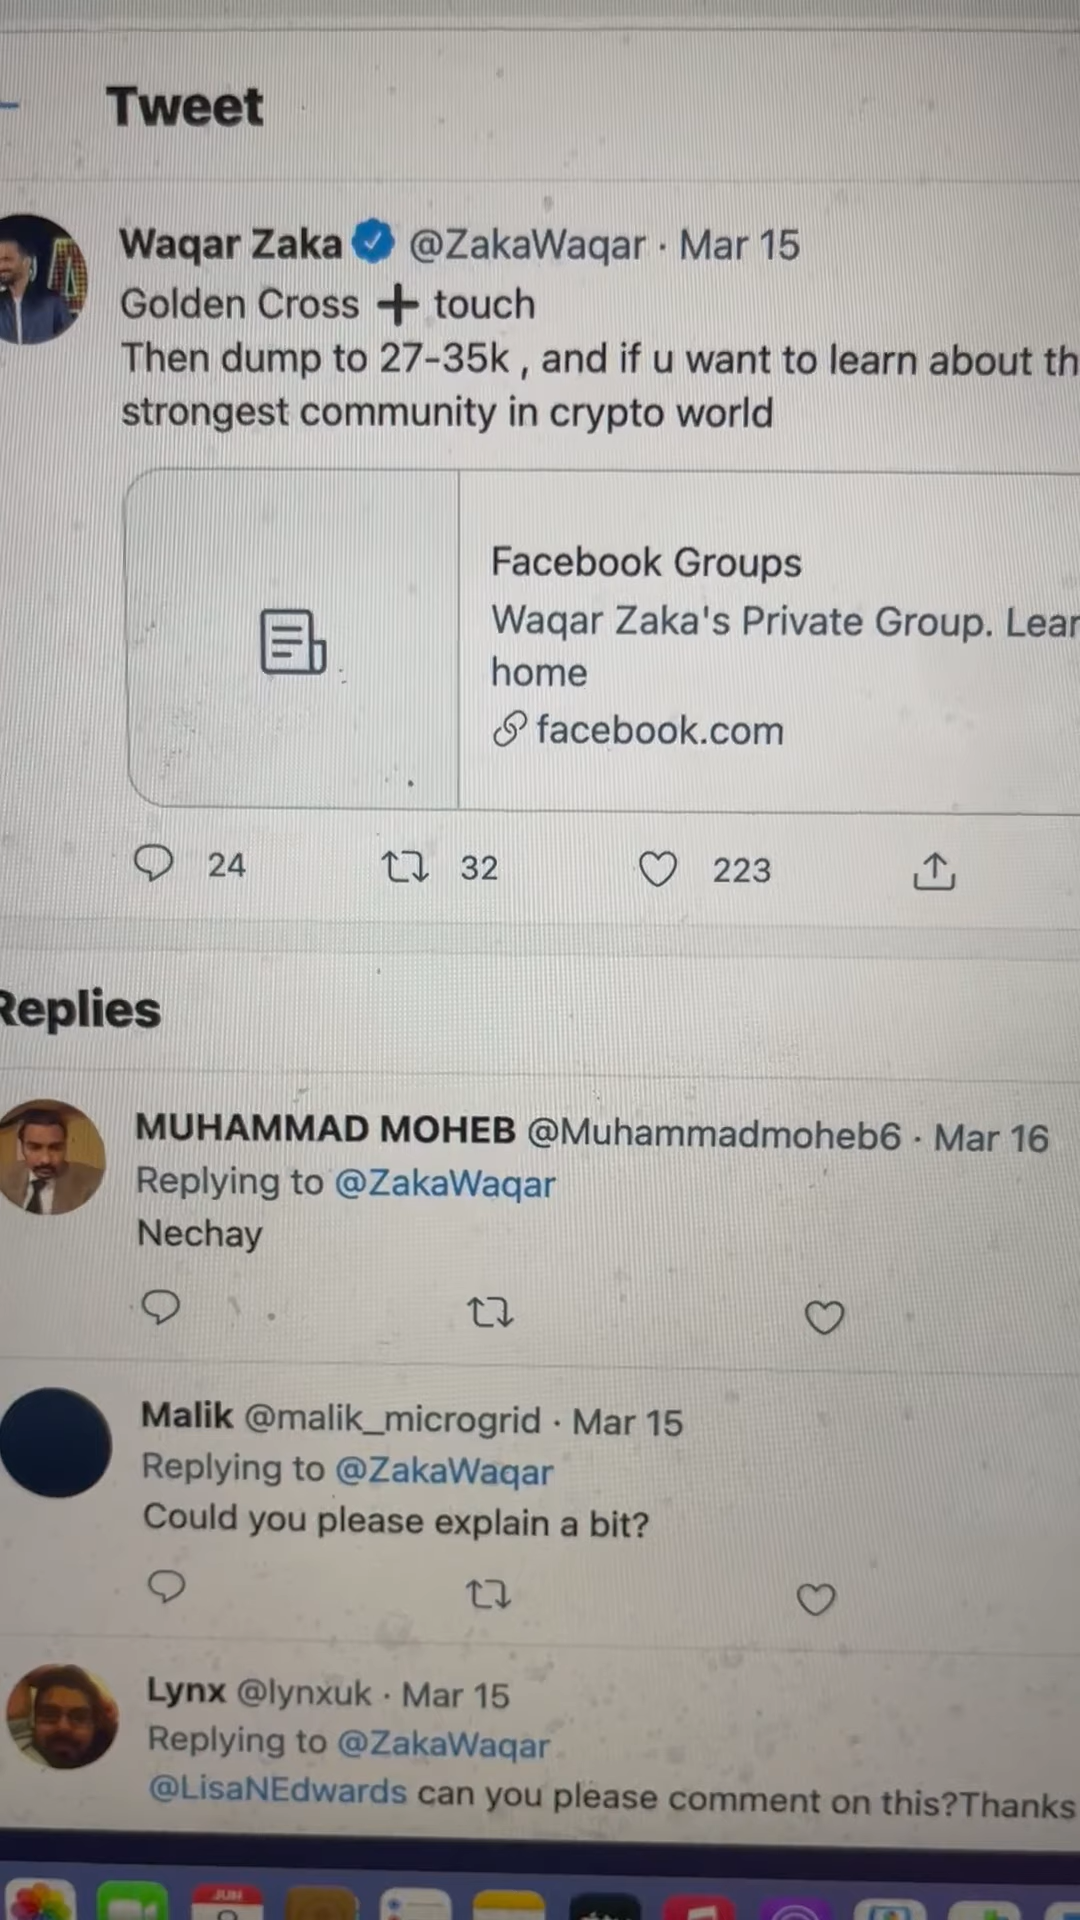 Tweet
Waqar Zaka @ZakaWaqar · Mar 15
Golden Cross ➕ touch
Then dump to 27-35k , and if u want to learn about
strongest community in crypto world
Facebook Groups
Waqar Zaka's Private Group.
home
facebook.com
24 32 223
Replies
MUHAMMAD MOHEB @Muhammadmoheb6 · Mar 16
Replying to @ZakaWaqar
Nechay
Malik @malik_microgrid · Mar 15
Replying to @ZakaWaqar
Could you please explain a bit?
Lynx @lynxuk · Mar 15
Replying to @ZakaWaqar
@LisaNEdwards can you please comment on this?Thanks
JUN